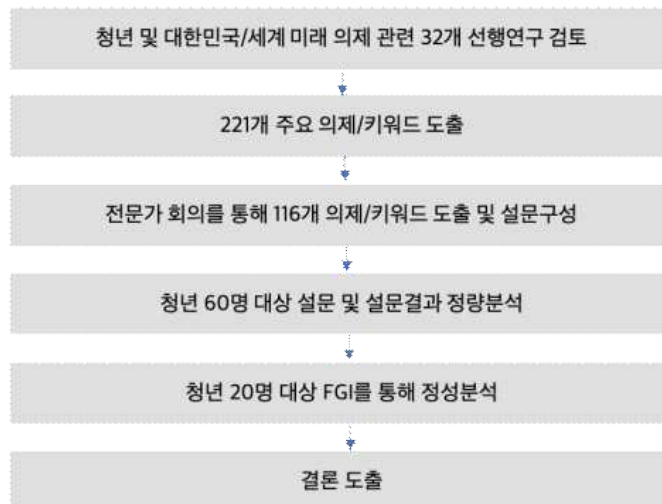 청년 및 대한민국/세계 미래 의제 관련 32개 선행연구 검토
221개 주요 의제/키워드 도출
전문가 회의를 통해 116개 의제/키워드 도출 및 설문구성
청년 60명 대상 설문 및 설문결과 정량분석
청년 20명 대상 FGI를 통해 정성분석
결론 도출